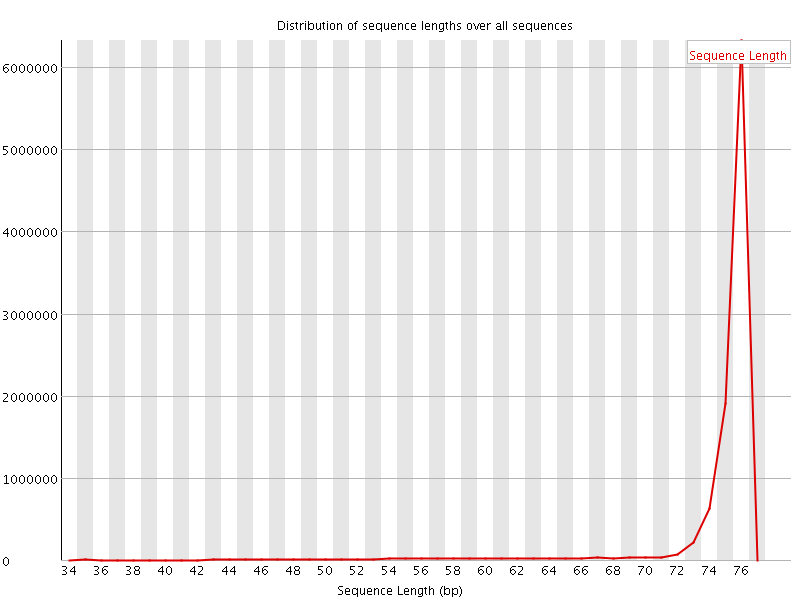 Distribution of sequence lengths over all sequences
Sequence Length
6000000
5000000
4000000
3000000
2000000
1000000
0
34 36 38 40 42 44 46 48 50 52 54 56 58 60 62 64 66 68 70 72 74 76
Sequence Length (bp)